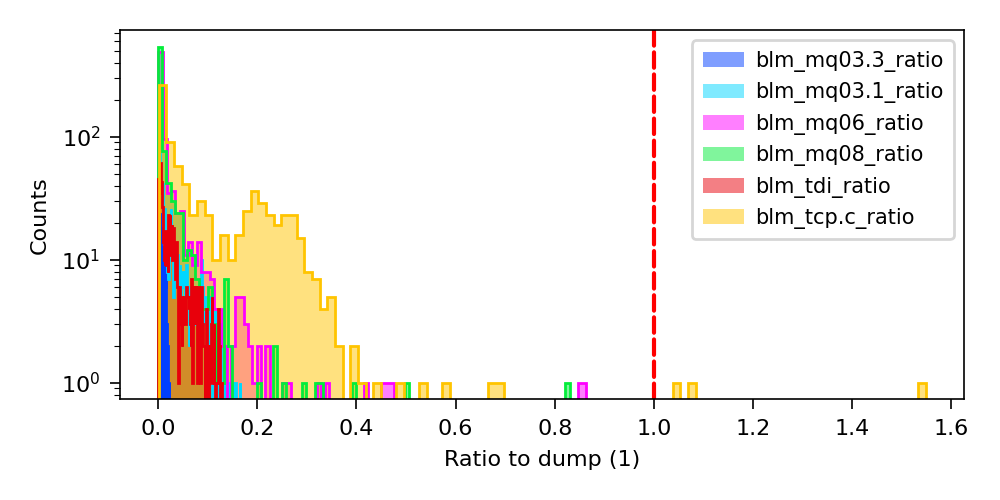 Counts
10²
10¹
10⁰
0.0 0.2 0.4 0.6 0.8 1.0 1.2 1.4 1.6
Ratio to dump (1)
blm_mq03.3_ratio
blm_mq03.1_ratio
blm_mq06_ratio
blm_mq08_ratio
blm_tdi_ratio
blm_tcp.c_ratio